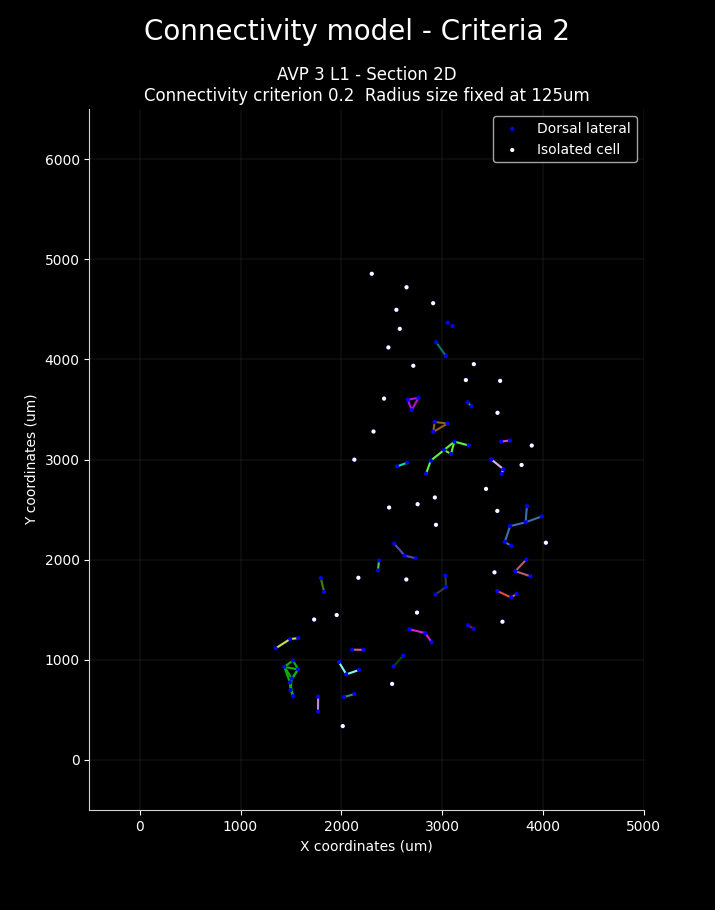 Connectivity model - Criteria 2
AVP 3 L1 - Section 2D
Connectivity criterion 0.2  Radius size fixed at 125um
Dorsal lateral
Isolated cell
6000
5000
4000
3000
2000
1000
0
Y coordinates (um)
0 1000 2000 3000 4000 5000
X coordinates (um)